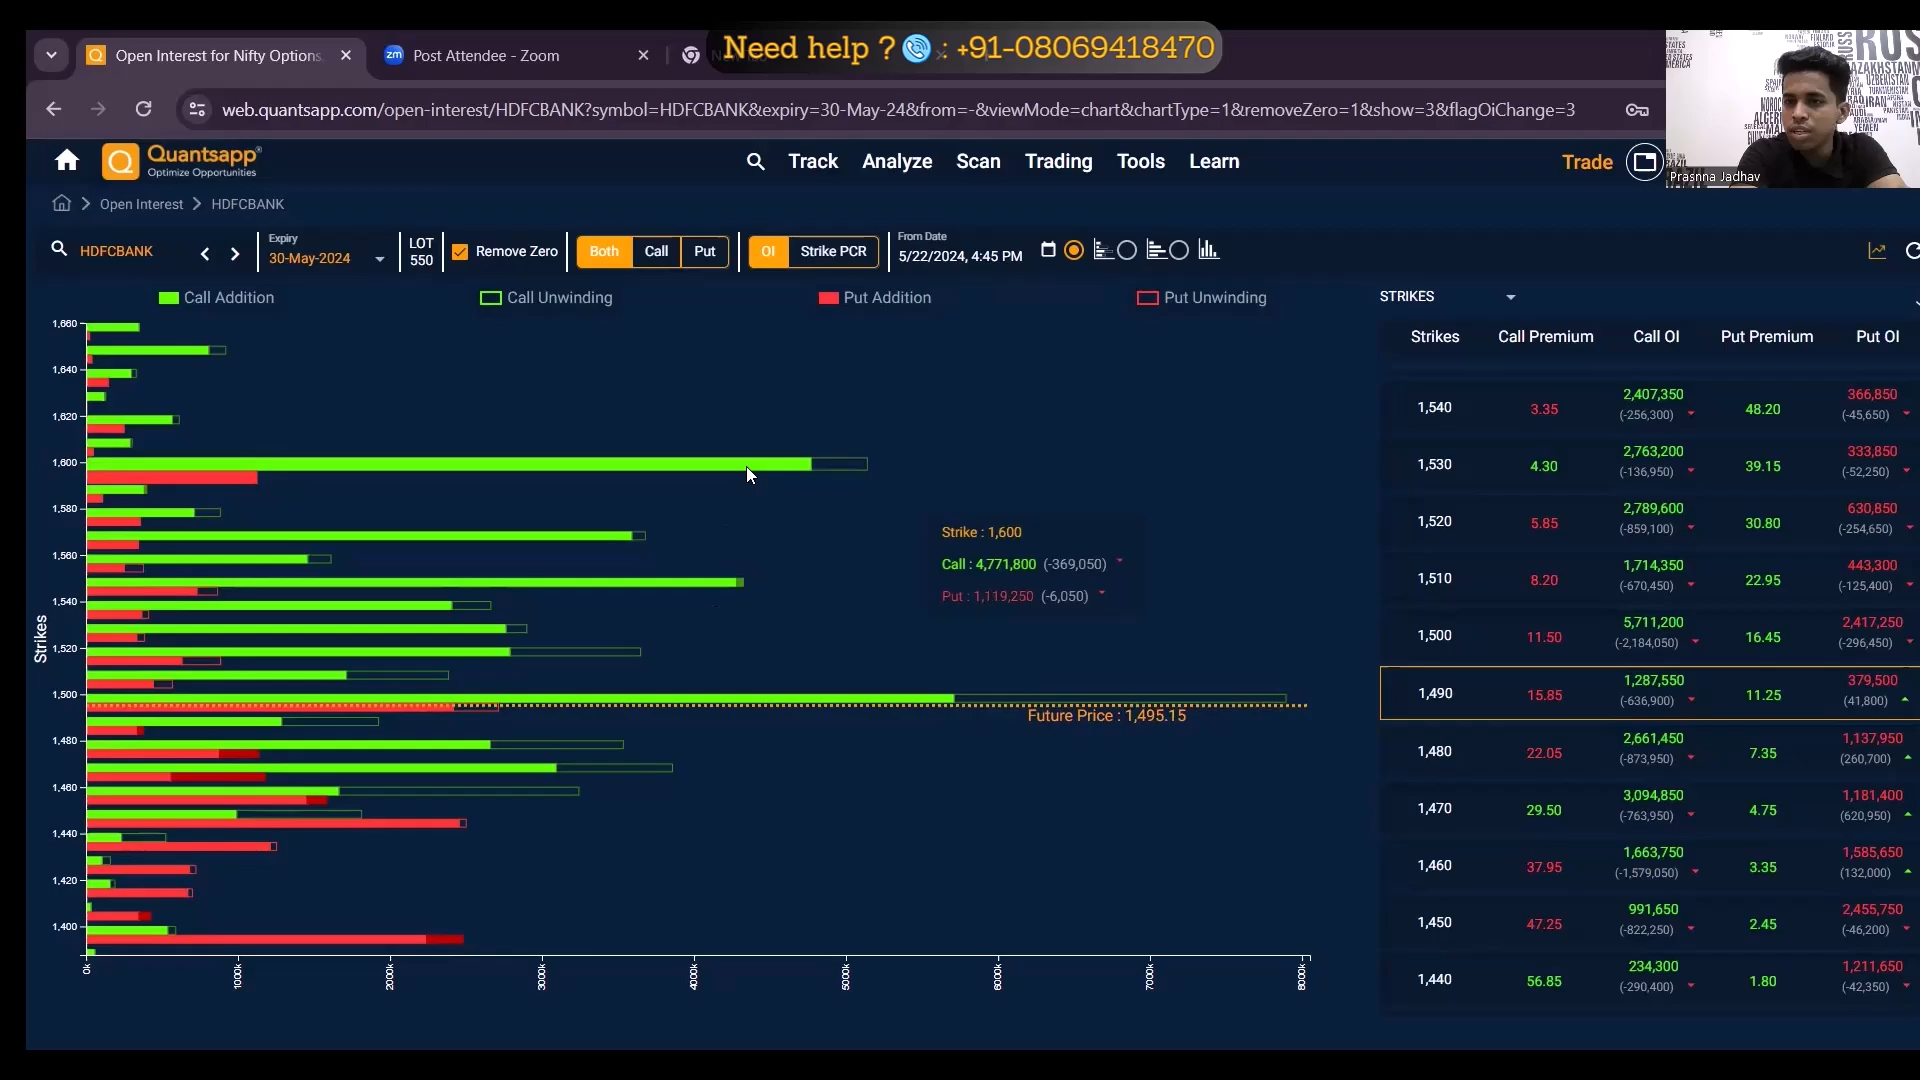 Need help ? : +91-08069418470
Open Interest for Nifty Options
Post Attendee - Zoom
web.quantsapp.com/open-interest/HDFCBANK?symbol=HDFCBANK&expiry=30-May-24&from=-&viewMode=chart&chartType=1&removeZero=1&show=3&flagOiChange=3
Prasnna Jadhav
Quantsapp
Optimize Opportunities
Track Analyze Scan Trading Tools Learn
Trade
Open Interest HDFCBANK
HDFCBANK
Expiry
30-May-2024
LOT
550
Remove Zero
Both Call Put
OI Strike PCR
From Date
5/22/2024, 4:45 PM
Call Addition Call Unwinding Put Addition Put Unwinding
Strikes
1,660
1,640
1,620
1,600
1,580
1,560
1,540
1,520
1,500
1,480
1,460
1,440
1,420
1,400
0k 1000k 2000k 3000k 4000k 5000k 6000k 7000k 8000k
Strike : 1,600
Call : 4,771,800 (-369,050)
Put : 1,119,250 (-6,050)
Future Price : 1,495.15
STRIKES
Strikes Call Premium Call OI Put Premium Put OI
1,540 3.35 2,407,350 (-256,300) 48.20 366,850 (-45,650)
1,530 4.30 2,763,200 (-136,950) 39.15 333,850 (-52,250)
1,520 5.85 2,789,600 (-859,100) 30.80 630,850 (-254,650)
1,510 8.20 1,714,350 (-670,450) 22.95 443,300 (-125,400)
1,500 11.50 5,711,200 (-2,184,050) 16.45 2,417,250 (-296,450)
1,490 15.85 1,287,550 (-636,900) 11.25 379,500 (41,800)
1,480 22.05 2,661,450 (-873,950) 7.35 1,137,950 (260,700)
1,470 29.50 3,094,850 (-763,950) 4.75 1,181,400 (620,950)
1,460 37.95 1,663,750 (-1,579,050) 3.35 1,585,650 (132,000)
1,450 47.25 991,650 (-822,250) 2.45 2,455,750 (-46,200)
1,440 56.85 234,300 (-290,400) 1.80 1,211,650 (-42,350)